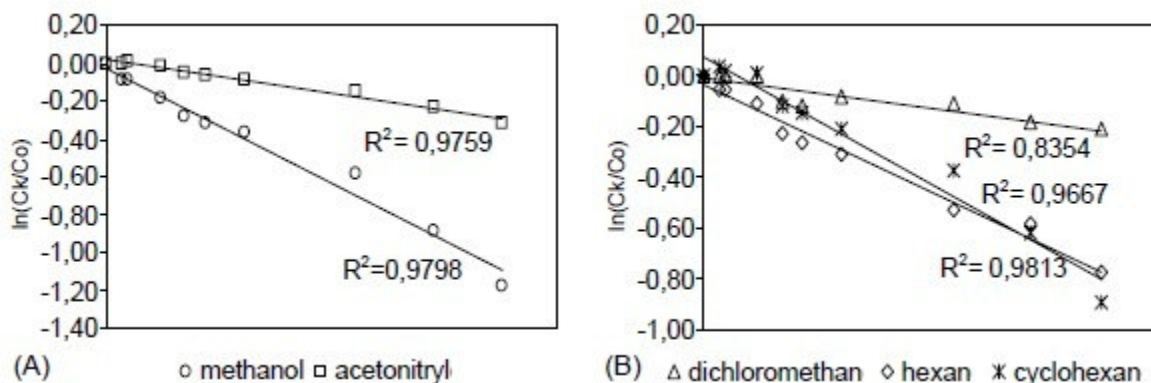 0,20
0,00
-0,20
-0,40
-0,60
-0,80
-1,00
-1,20
-1,40
ln(Ck/Co)
R²= 0,9759
R²=0,9798
(A)
methanol acetonitryl
0,20
0,00
-0,20
-0,40
-0,60
-0,80
-1,00
ln(Ck/Co)
R²= 0,8354
R²= 0,9667
R²= 0,9813
(B)
dichloromethan hexan cyclohexan